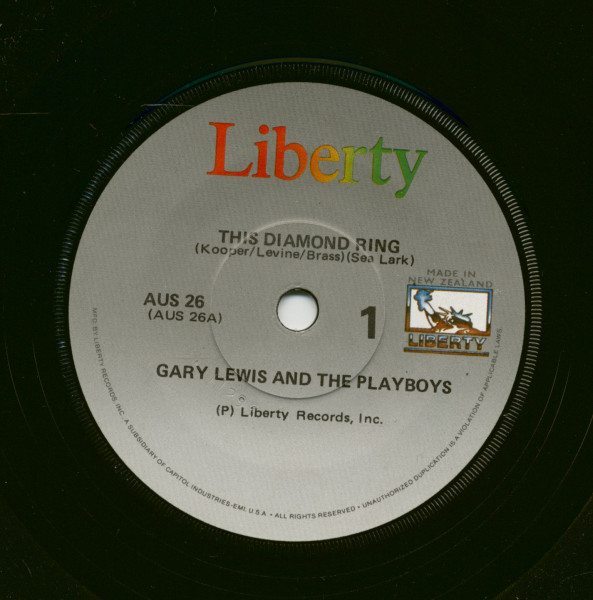 Liberty
THIS DIAMOND RING
(Kooper/Levine/Brass)(Sea Lark)
MADE IN
NEW ZEALAND
AUS 26
(AUS 26A)
1
LIBERTY
GARY LEWIS AND THE PLAYBOYS
(P) Liberty Records, Inc.
MFG. BY LIBERTY RECORDS, INC. A SUBSIDIARY OF CAPITOL INDUSTRIES-EMI. U.S.A. • ALL RIGHTS RESERVED • UNAUTHORIZED DUPLICATION IS A VIOLATION OF APPLICABLE LAWS.